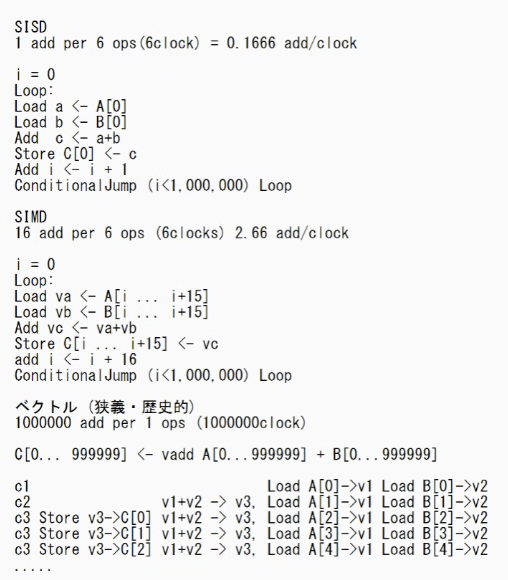 SISD
1 add per 6 ops(6clock) = 0.1666 add/clock
i = 0
Loop:
Load a <- A[0]
Load b <- B[0]
Add  c <- a+b
Store C[0] <- c
Add i <- i + 1
ConditionalJump (i<1,000,000) Loop
SIMD
16 add per 6 ops (6clocks) 2.66 add/clock
i = 0
Loop:
Load va <- A[i ...  i+15]
Load vb <- B[i ...  i+15]
Add vc <- va+vb
Store C[i ... i+15] <- vc
add i <- i + 16
ConditionalJump (i<1,000,000) Loop
ベクトル (狭義・歴史的)
1000000 add per 1 ops (1000000clock)
C[0... 999999] <- vadd A[0...999999] + B[0...999999]
c1                              Load A[0]->v1 Load B[0]->v2
c2                 v1+v2 -> v3, Load A[1]->v1 Load B[1]->v2
c3 Store v3->C[0] v1+v2 -> v3, Load A[2]->v1 Load B[2]->v2
c3 Store v3->C[1] v1+v2 -> v3, Load A[3]->v1 Load B[3]->v2
c3 Store v3->C[2] v1+v2 -> v3, Load A[4]->v1 Load B[4]->v2
.....